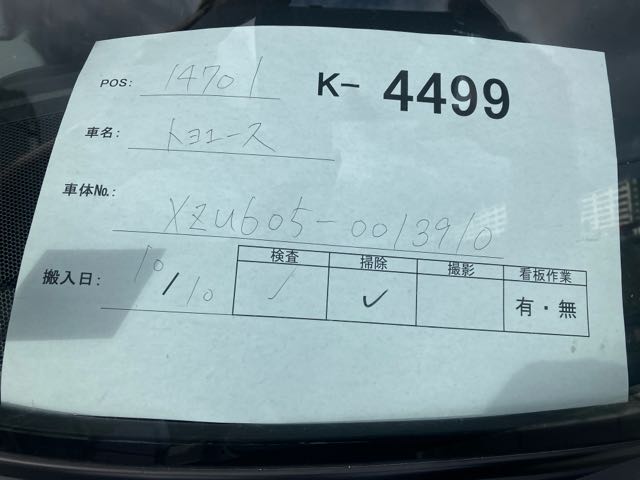 POS: 14701 K- 4499
車名: トヨエース
車体No.: XZU605-0013910
搬入日: 10/10
検査 掃除 撮影 看板作業
✓ ✓ 有・無